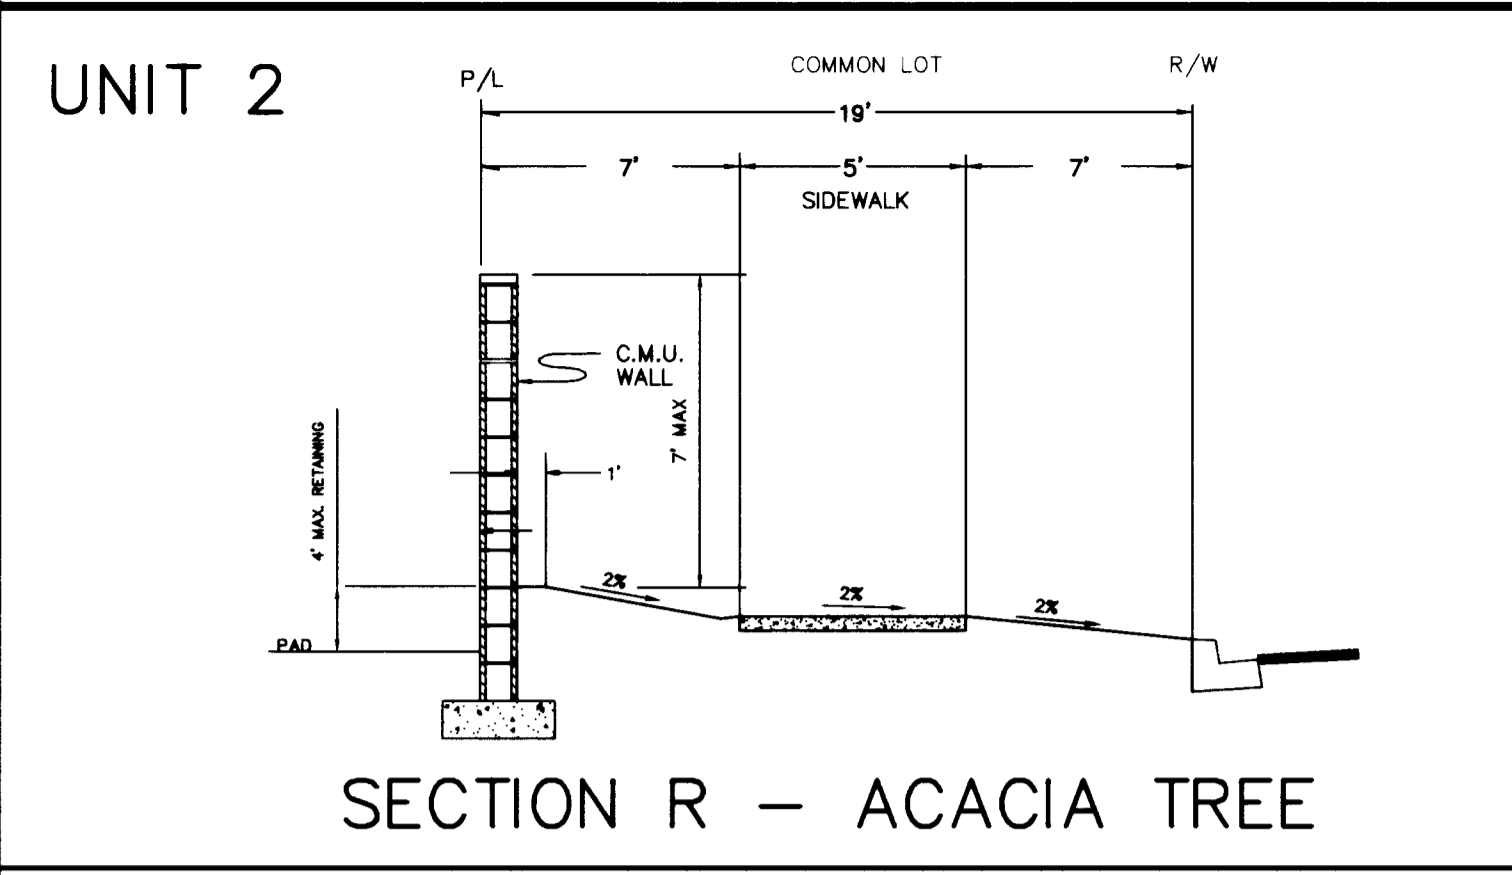 UNIT 2
P/L
COMMON LOT
R/W
19'
7'
5'
7'
SIDEWALK
C.M.U.
WALL
7' MAX
4' MAX. RETAINING
1'
2%
2%
2%
PAD
SECTION R – ACACIA TREE